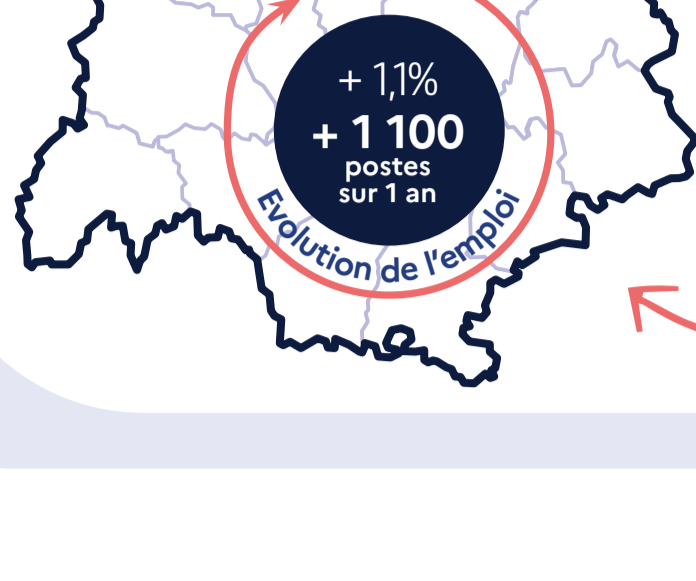 + 1,1%
+ 1 100
postes
sur 1 an
Evolution de l'emploi